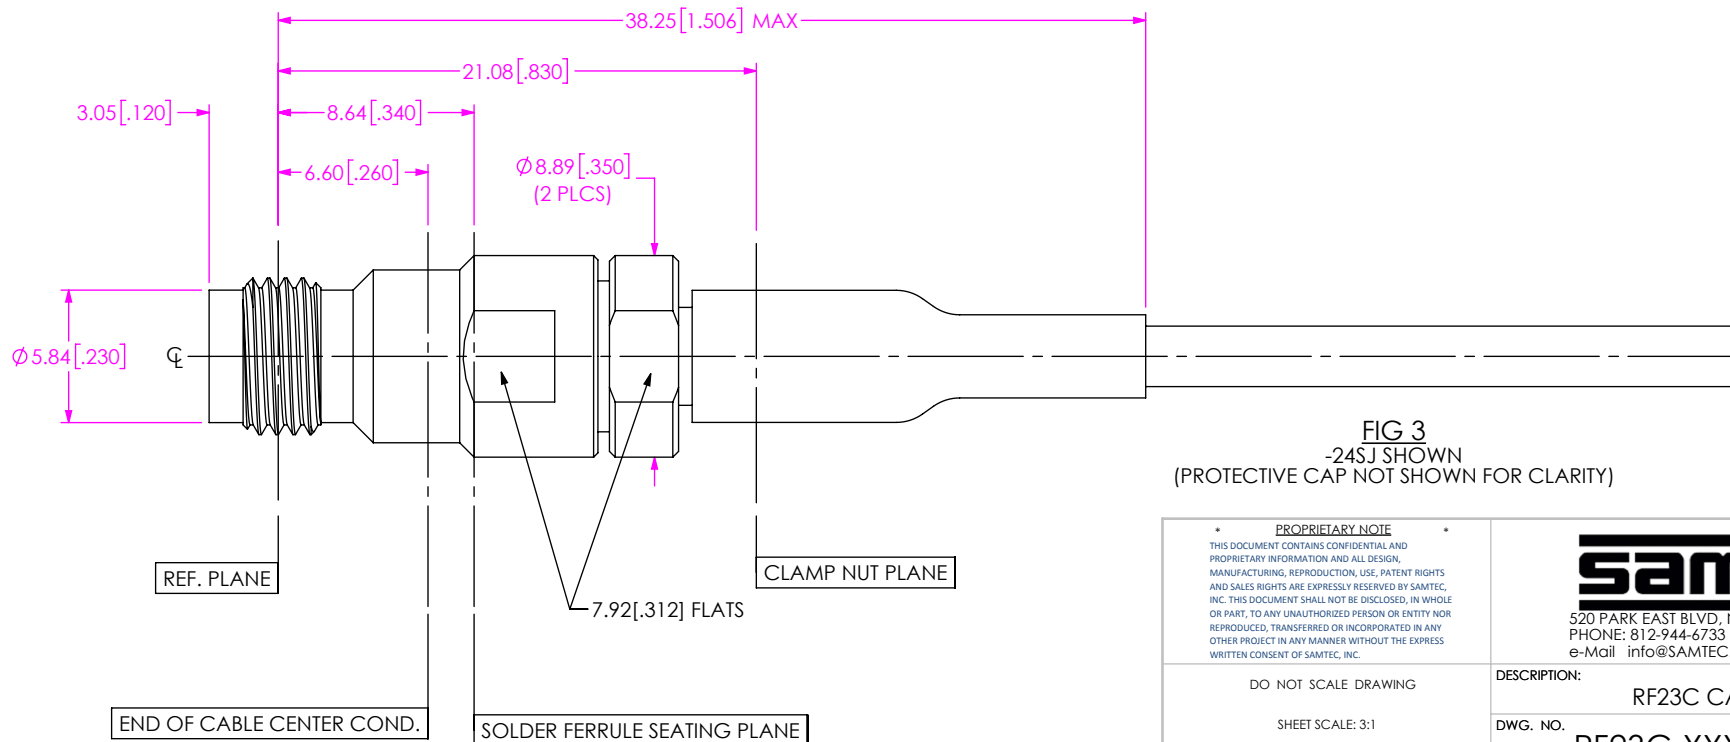 38.25[1.506] MAX
21.08[.830]
3.05[.120]
8.64[.340]
6.60[.260]
Ø8.89[.350]
(2 PLCS)
Ø5.84[.230]
℄
FIG 3
-24SJ SHOWN
(PROTECTIVE CAP NOT SHOWN FOR CLARITY)
REF. PLANE
CLAMP NUT PLANE
7.92[.312] FLATS
END OF CABLE CENTER COND.
SOLDER FERRULE SEATING PLANE
* PROPRIETARY NOTE *
THIS DOCUMENT CONTAINS CONFIDENTIAL AND
PROPRIETARY INFORMATION AND ALL DESIGN,
MANUFACTURING, REPRODUCTION, USE, PATENT RIGHTS
AND SALES RIGHTS ARE EXPRESSLY RESERVED BY SAMTEC,
INC. THIS DOCUMENT SHALL NOT BE DISCLOSED, IN WHOLE
OR PART, TO ANY UNAUTHORIZED PERSON OR ENTITY NOR
REPRODUCED, TRANSFERRED OR INCORPORATED IN ANY
OTHER PROJECT IN ANY MANNER WITHOUT THE EXPRESS
WRITTEN CONSENT OF SAMTEC, INC.
DO NOT SCALE DRAWING
SHEET SCALE: 3:1
sam
520 PARK EAST BLVD,
PHONE: 812-944-6733
e-Mail info@SAMTEC
DESCRIPTION:
RF23C
DWG. NO.